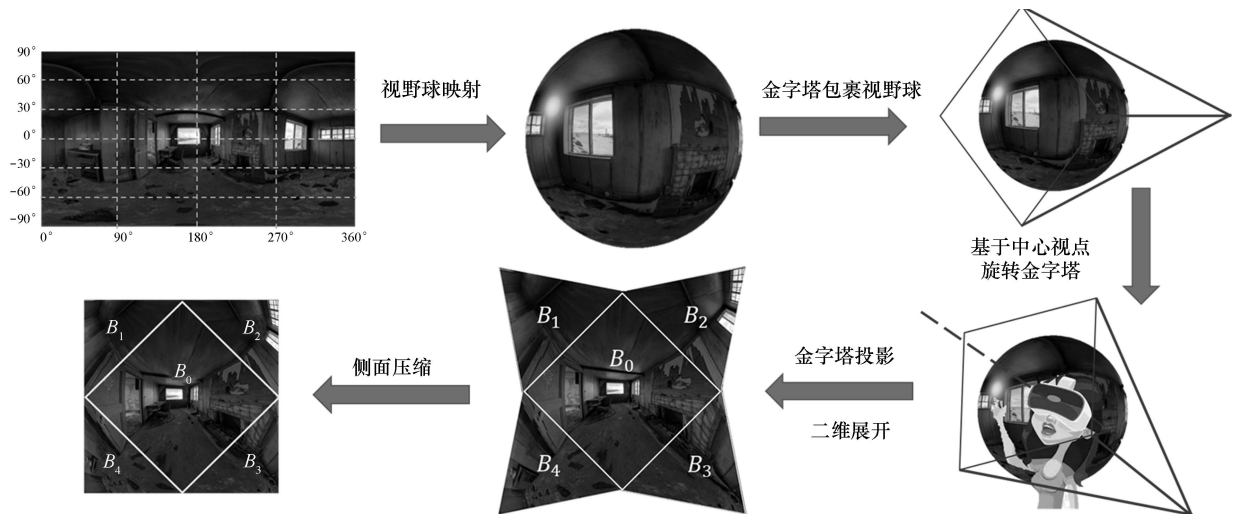 90°
60°
30°
0°
-30°
-60°
-90°
0°
90°
180°
270°
360°
视野球映射
金字塔包裹视野球
基于中心视点
旋转金字塔
金字塔投影
二维展开
B₁
B₂
B₀
B₄
B₃
侧面压缩
B₁
B₂
B₀
B₄
B₃